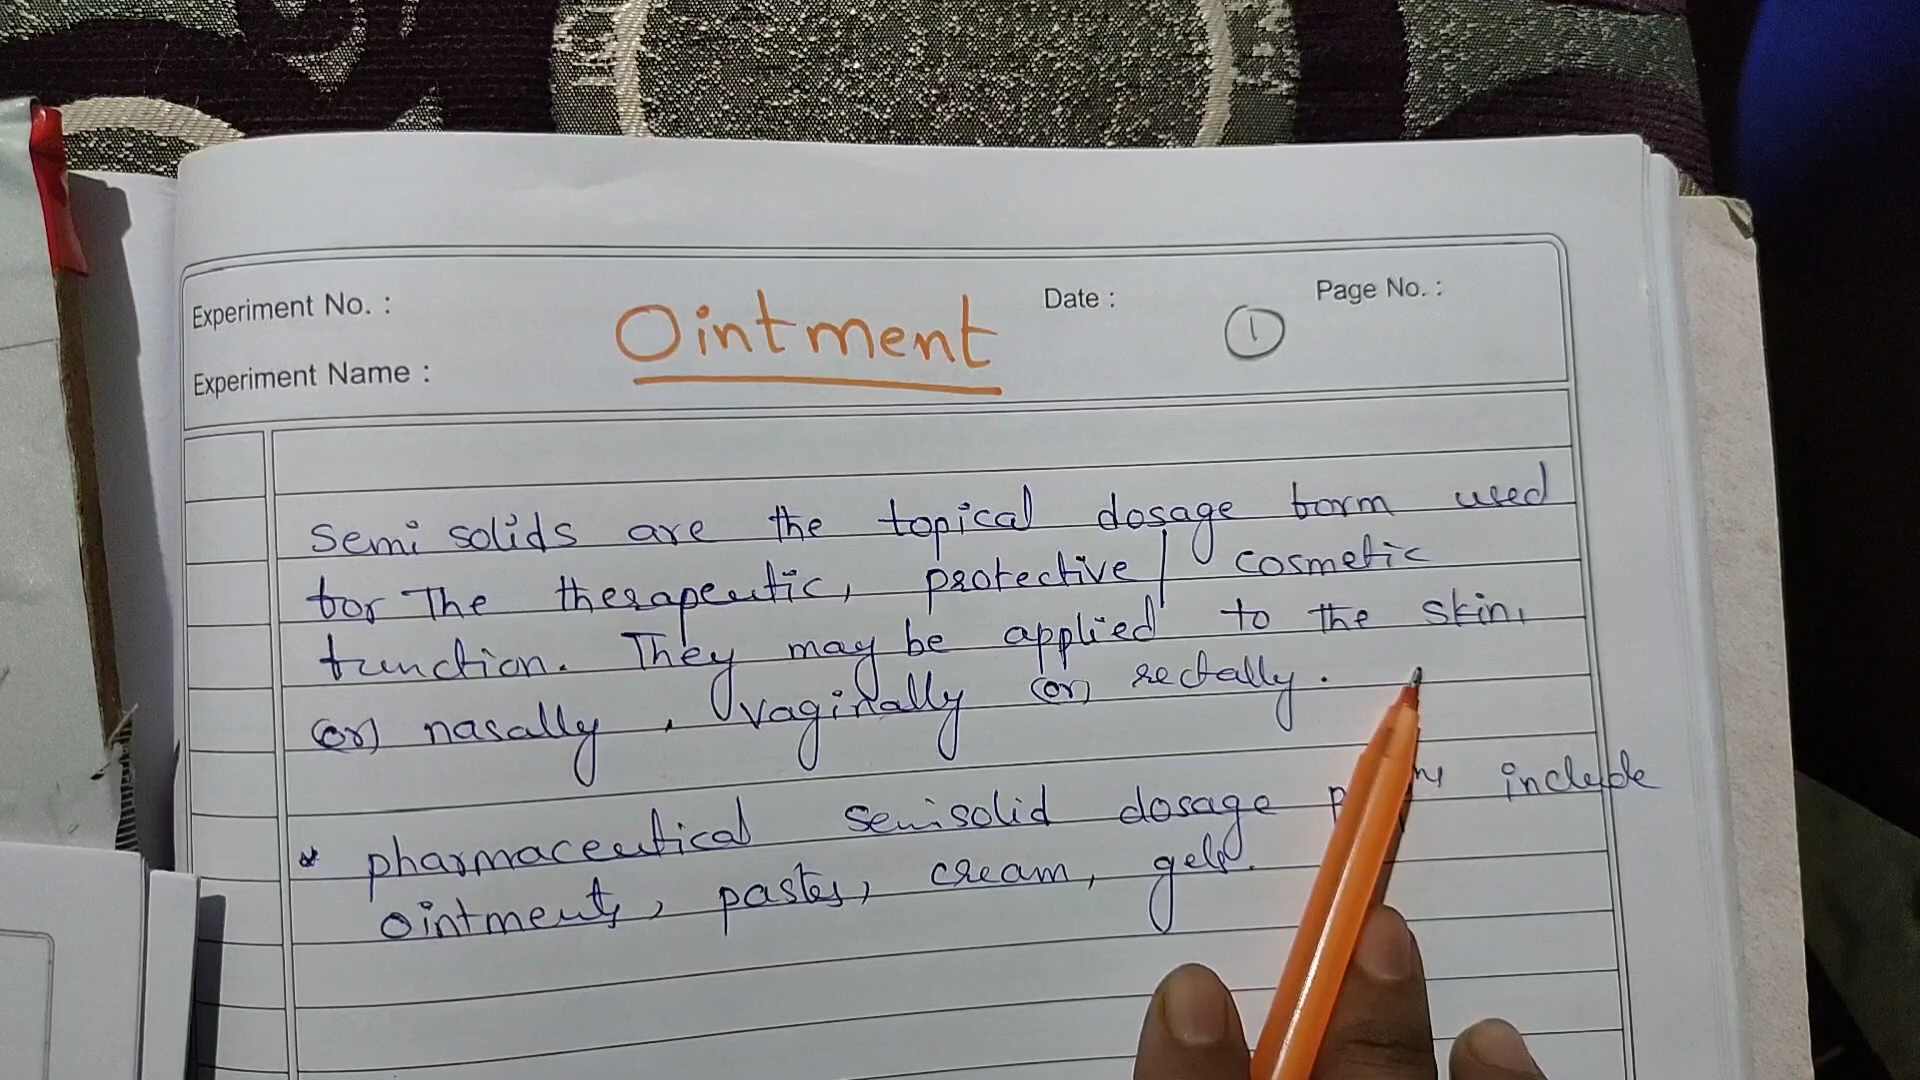 Experiment No. :
Ointment
Date :
1
Page No. :
Experiment Name :
Semi solids are the topical dosage form used
for The therapeutic, protective / cosmetic
function. They may be applied to the skin,
(or) nasally, vaginally (or) rectally.
* pharmaceutical semisolid dosage include
ointments, pastes, cream, gels.